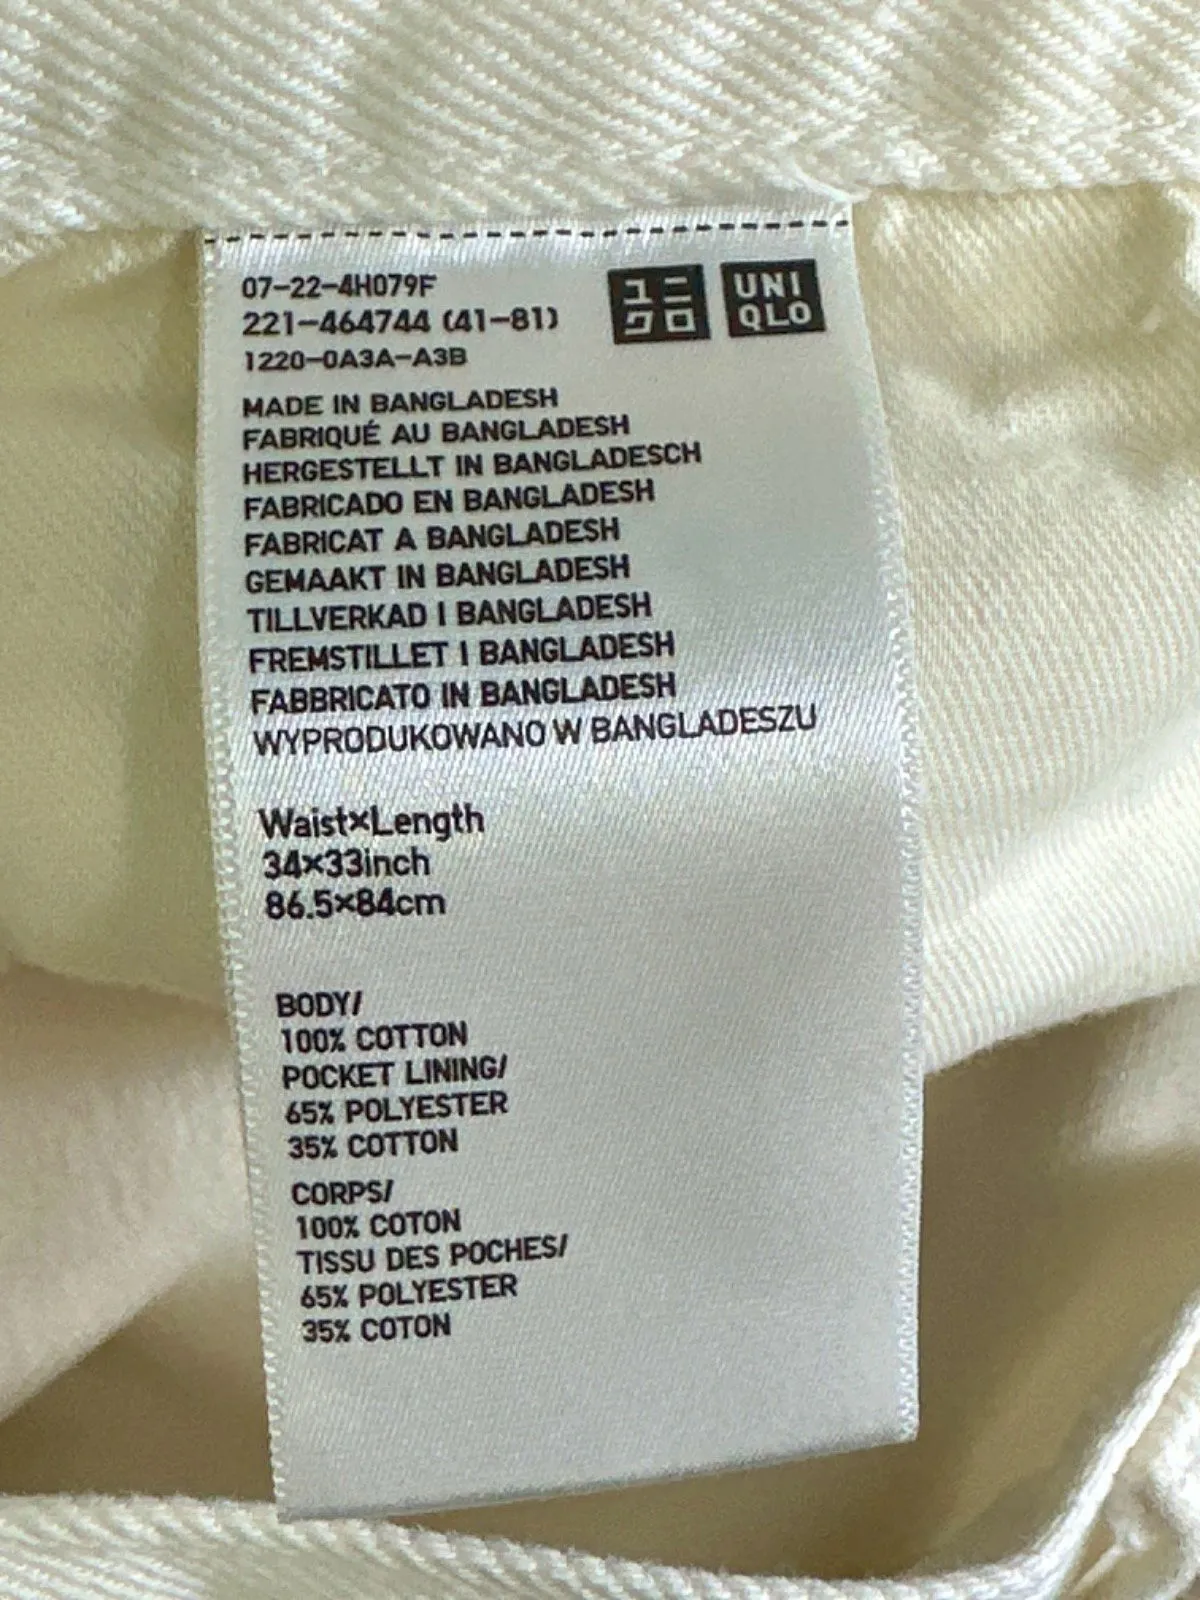 07-22-4H079F
221-464744 (41-81)
1220-0A3A-A3B
ユニ
クロ
UNI
QLO
MADE IN BANGLADESH
FABRIQUÉ AU BANGLADESH
HERGESTELLT IN BANGLADESCH
FABRICADO EN BANGLADESH
FABRICAT A BANGLADESH
GEMAAKT IN BANGLADESH
TILLVERKAD I BANGLADESH
FREMSTILLET I BANGLADESH
FABBRICATO IN BANGLADESH
WYPRODUKOWANO W BANGLADESZU
Waist×Length
34×33inch
86.5×84cm
BODY/
100% COTTON
POCKET LINING/
65% POLYESTER
35% COTTON
CORPS/
100% COTON
TISSU DES POCHES/
65% POLYESTER
35% COTON